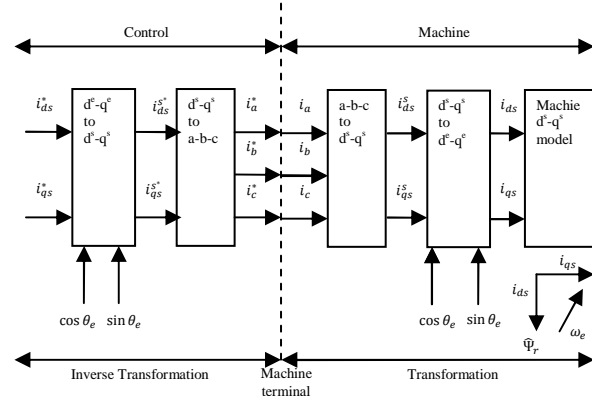 Control Machine
i*ds
dᵉ-qᵉ
to
dˢ-qˢ
iˢ*ds
dˢ-qˢ
to
a-b-c
i*a
i*b
i*c
ia
ib
ic
a-b-c
to
dˢ-qˢ
iˢds
dˢ-qˢ
to
dᵉ-qᵉ
ids
Machie
dˢ-qˢ
model
i*qs
iˢ*qs
iˢqs
iqs
cos θe sin θe
cos θe sin θe
iqs
ids
Ψ̂r
ωe
Inverse Transformation
Machine
terminal
Transformation